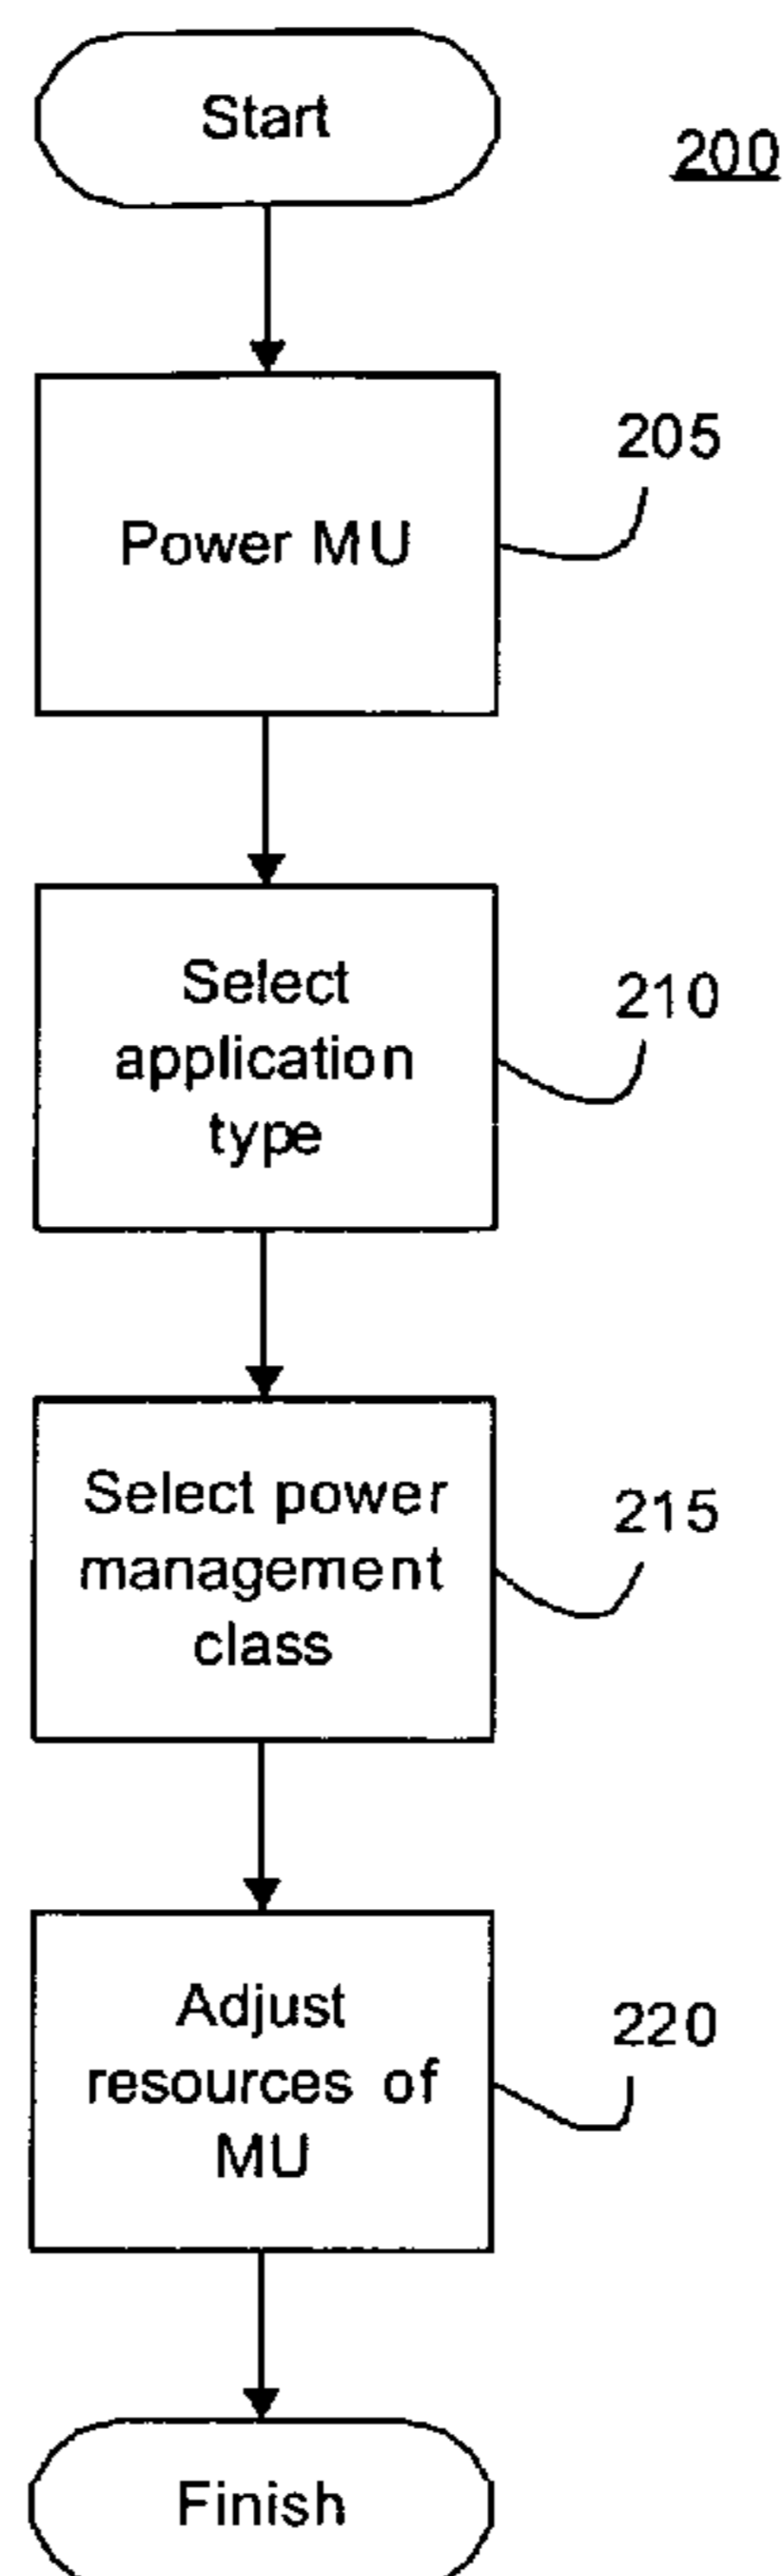 Start
200
Power MU
205
Select
application
type
210
Select power
management
class
215
Adjust
resources of
MU
220
Finish